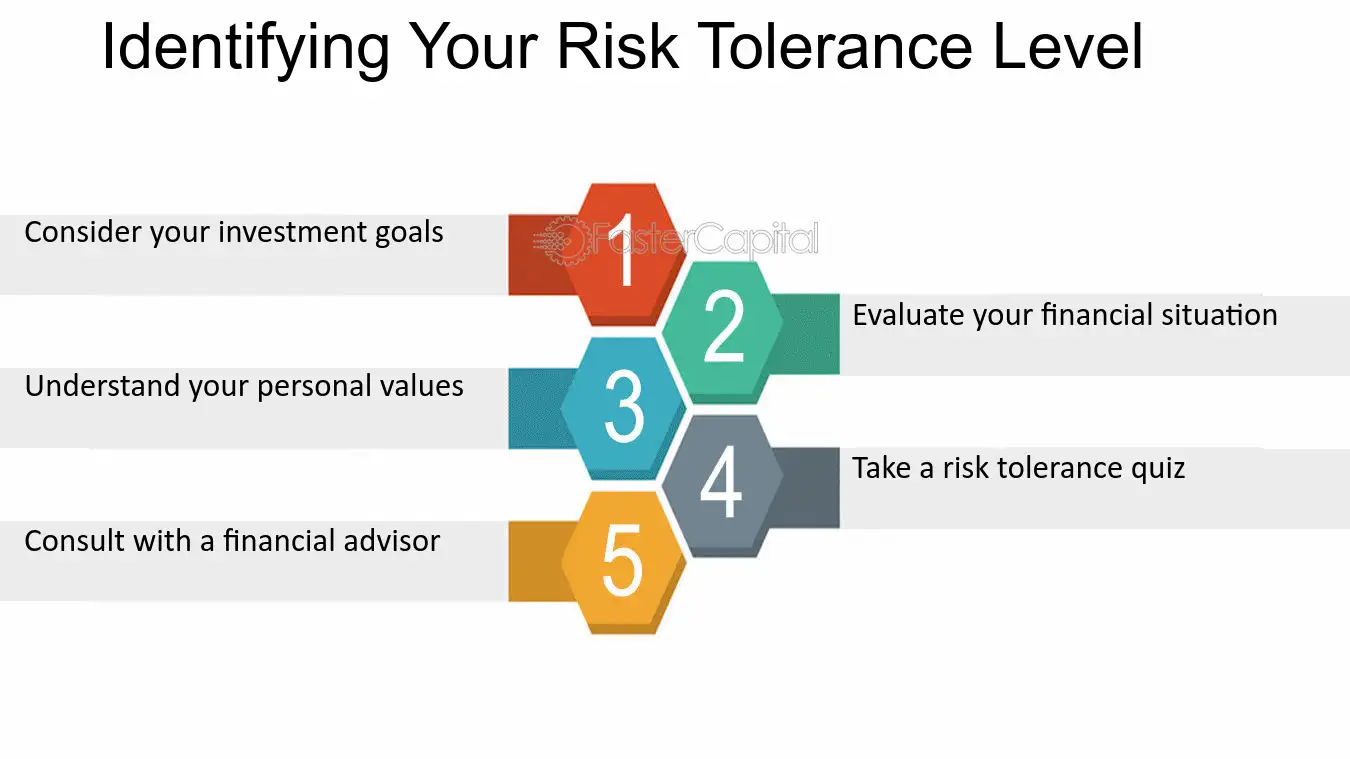 Identifying Your Risk Tolerance Level
Consider your investment goals
1
FasterCapital
2
Evaluate your financial situation
Understand your personal values
3
4
Take a risk tolerance quiz
Consult with a financial advisor
5